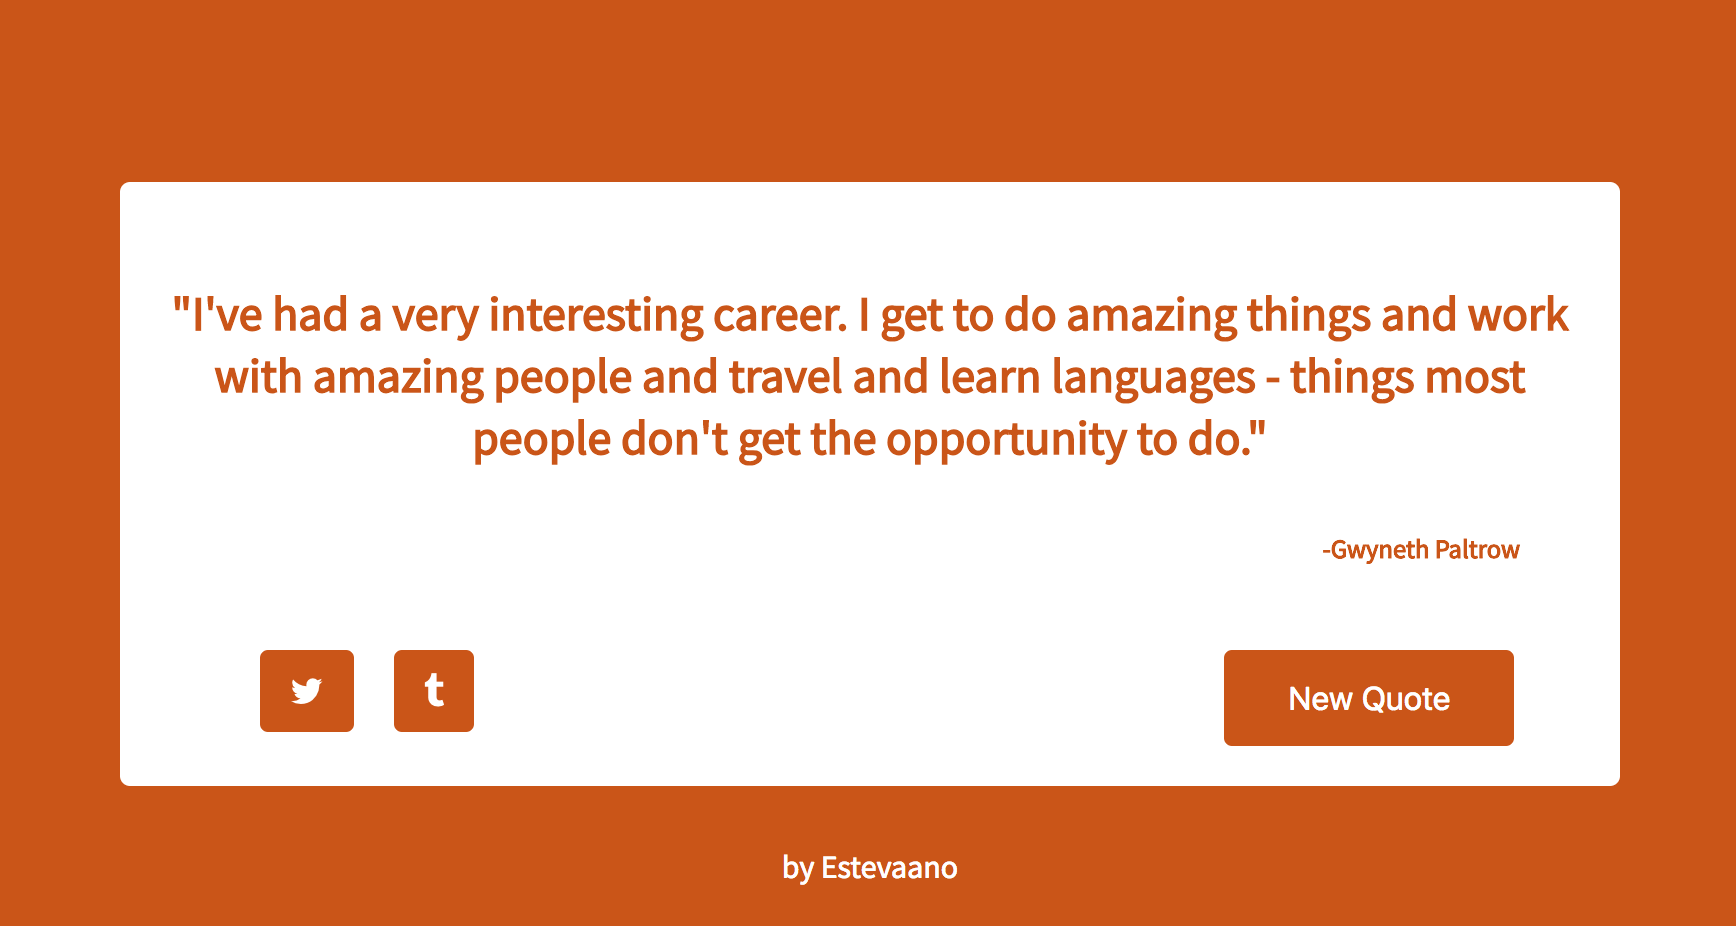 "I've had a very interesting career. I get to do amazing things and work
with amazing people and travel and learn languages - things most
people don't get the opportunity to do."
-Gwyneth Paltrow
t
New Quote
by Estevaano